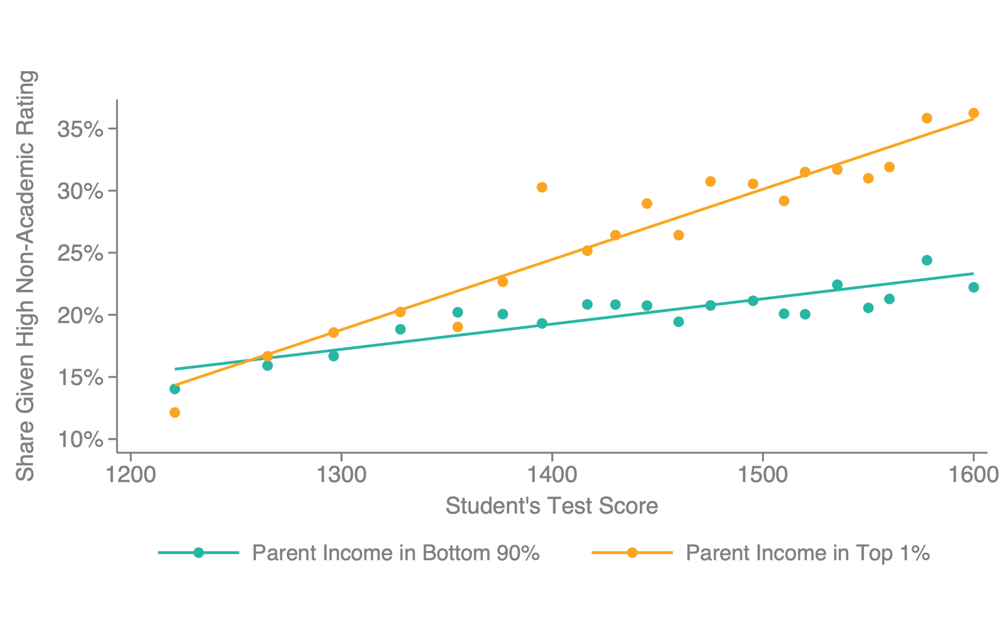 Share Given High Non-Academic Rating
35%
30%
25%
20%
15%
10%
1200 1300 1400 1500 1600
Student's Test Score
Parent Income in Bottom 90% Parent Income in Top 1%